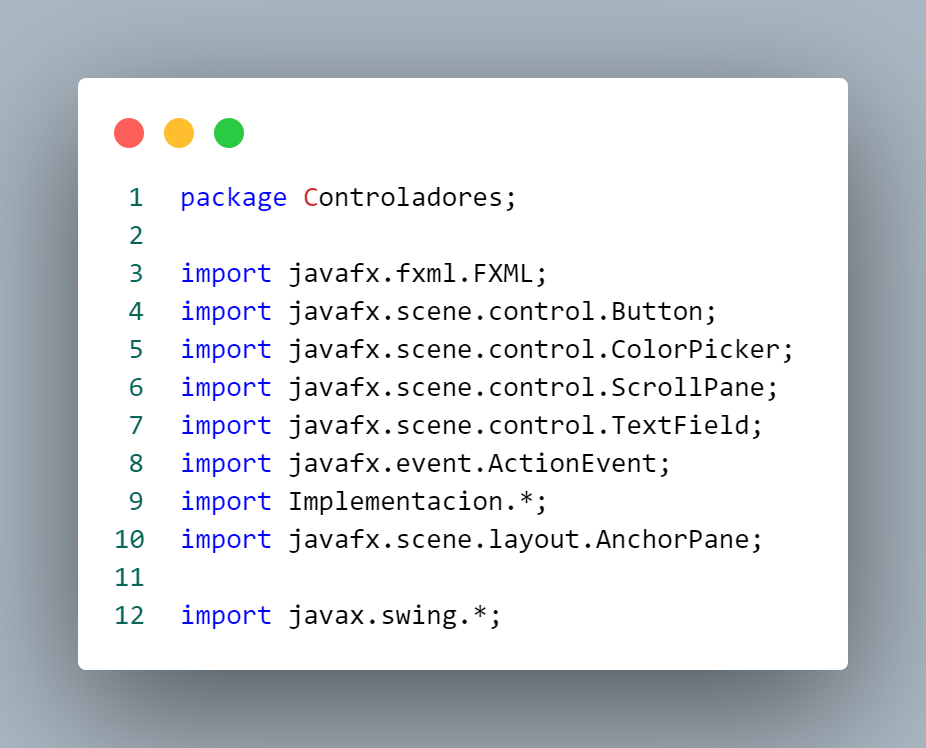 1 package Controladores;
2
3 import javafx.fxml.FXML;
4 import javafx.scene.control.Button;
5 import javafx.scene.control.ColorPicker;
6 import javafx.scene.control.ScrollPane;
7 import javafx.scene.control.TextField;
8 import javafx.event.ActionEvent;
9 import Implementacion.*;
10 import javafx.scene.layout.AnchorPane;
11
12 import javax.swing.*;